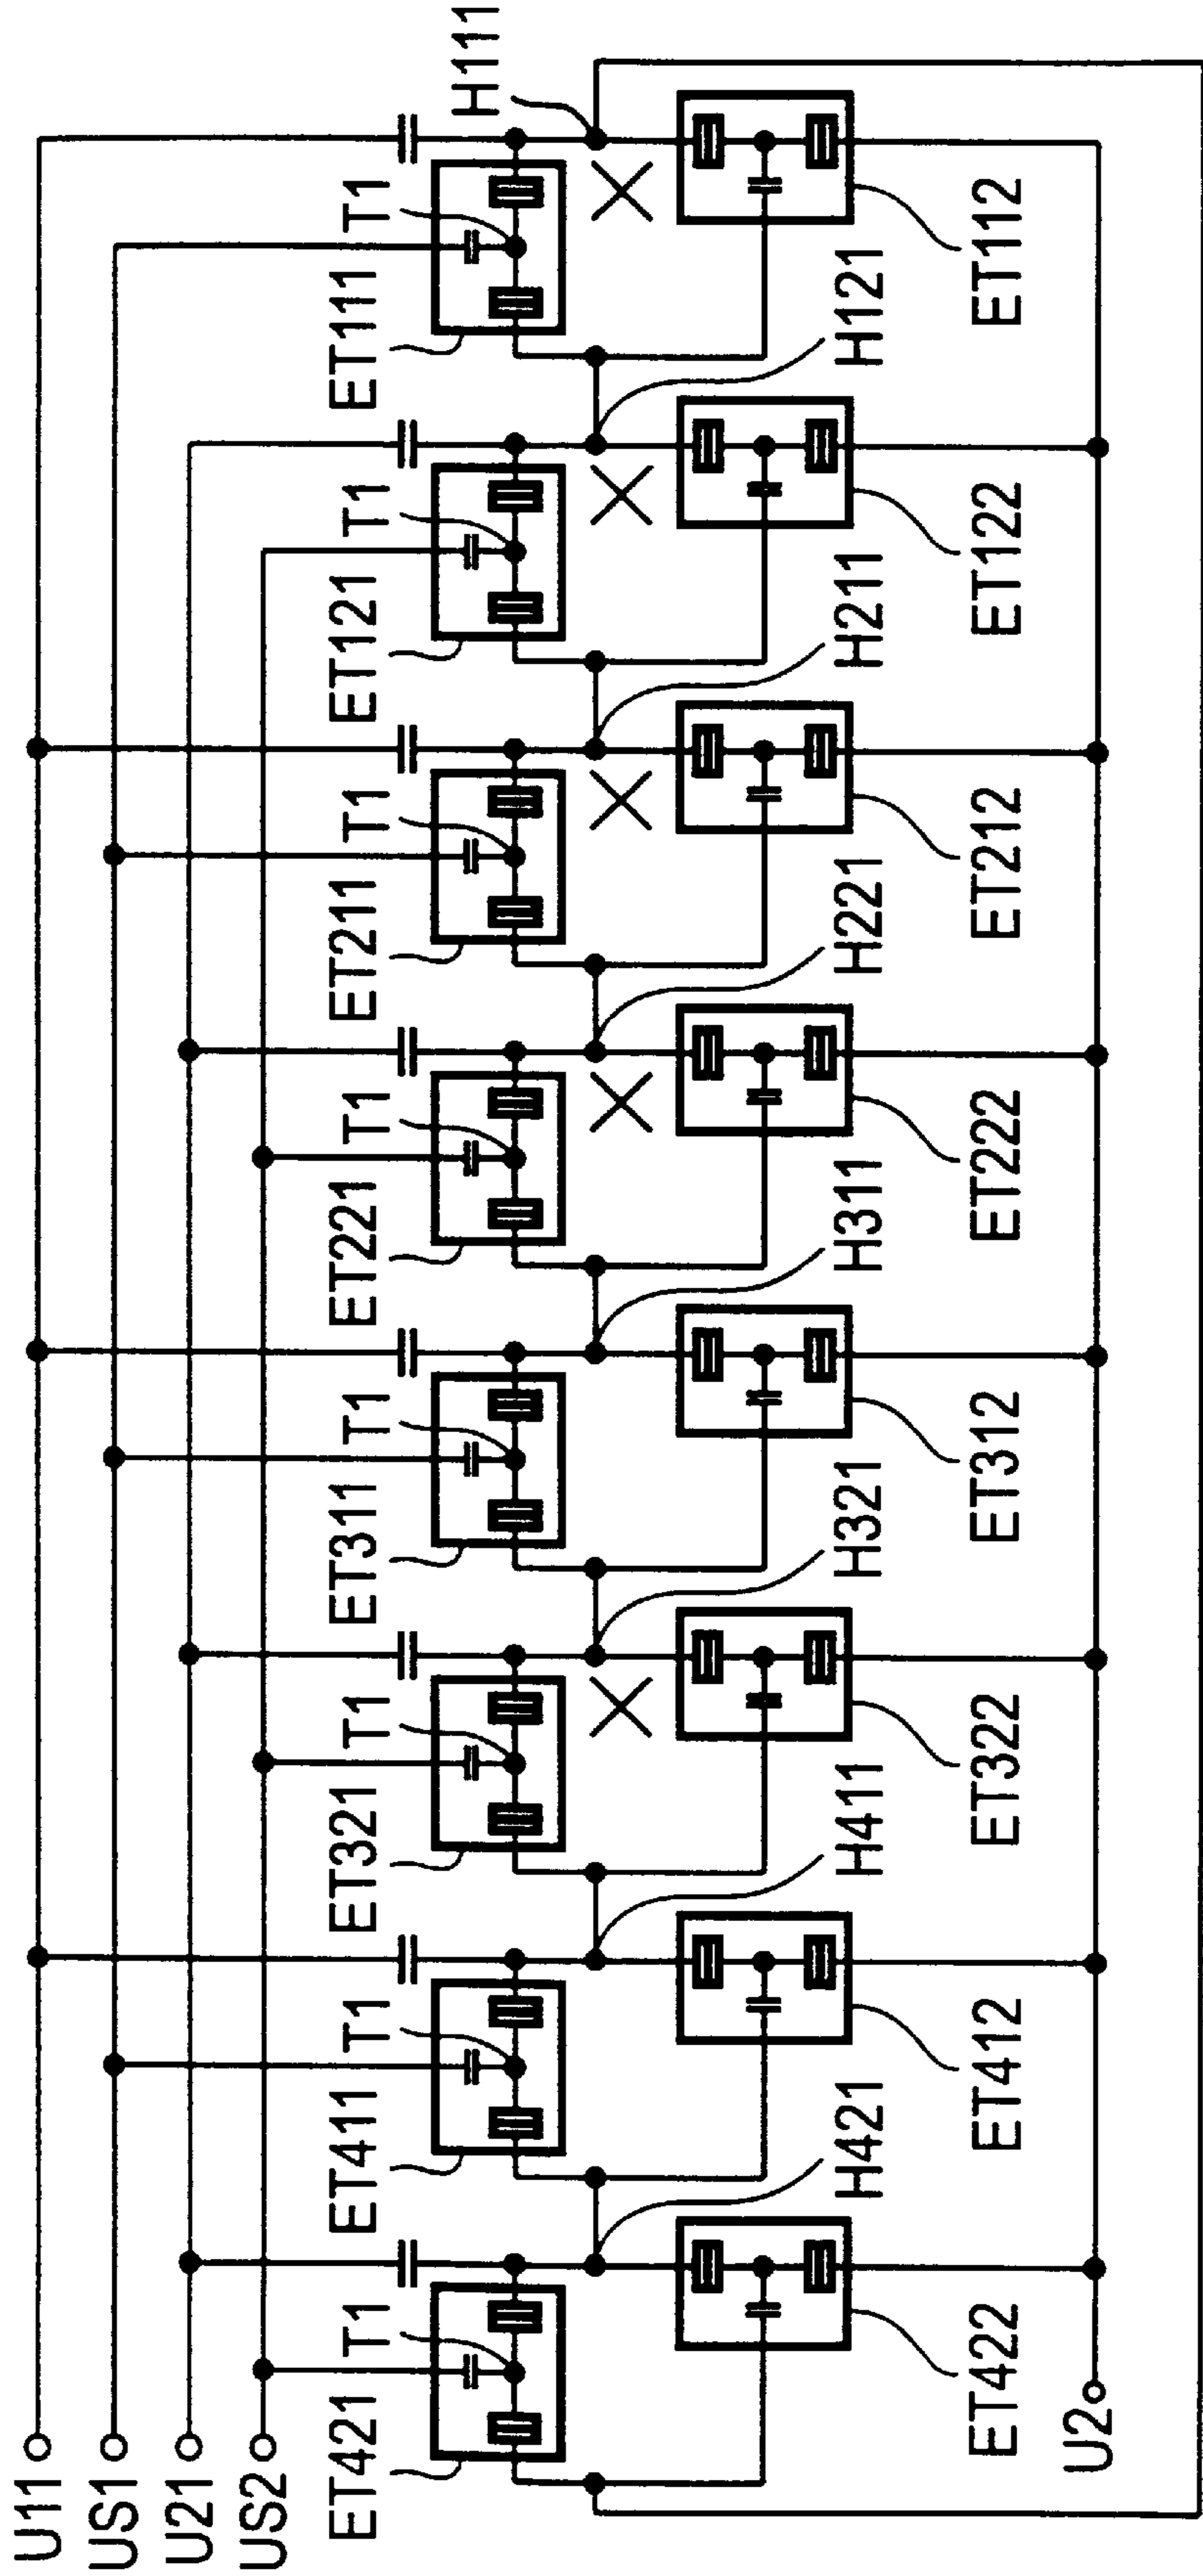 U11
US1
U21
US2
ET421
T1
ET411
T1
ET321
T1
ET311
T1
ET221
T1
ET211
T1
ET121
T1
ET111
T1
H111
H421
H411
H321
H311
H221
H211
H121
ET422
ET412
ET322
ET312
ET222
ET212
ET122
ET112
U2